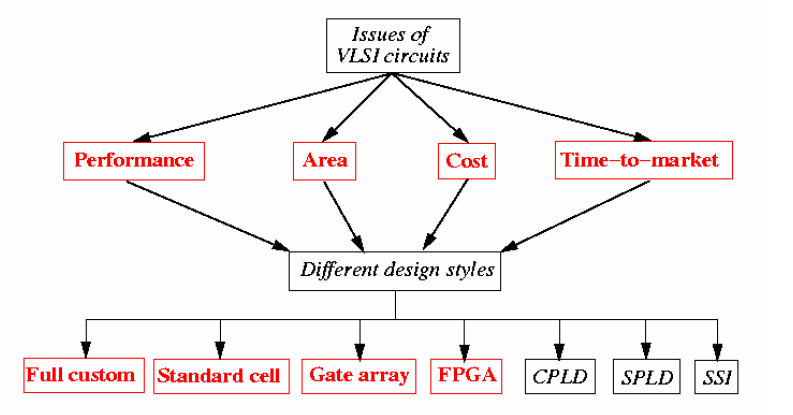 Issues of
VLSI circuits
Performance
Area
Cost
Time-to-market
Different design styles
Full custom
Standard cell
Gate array
FPGA
CPLD
SPLD
SSI